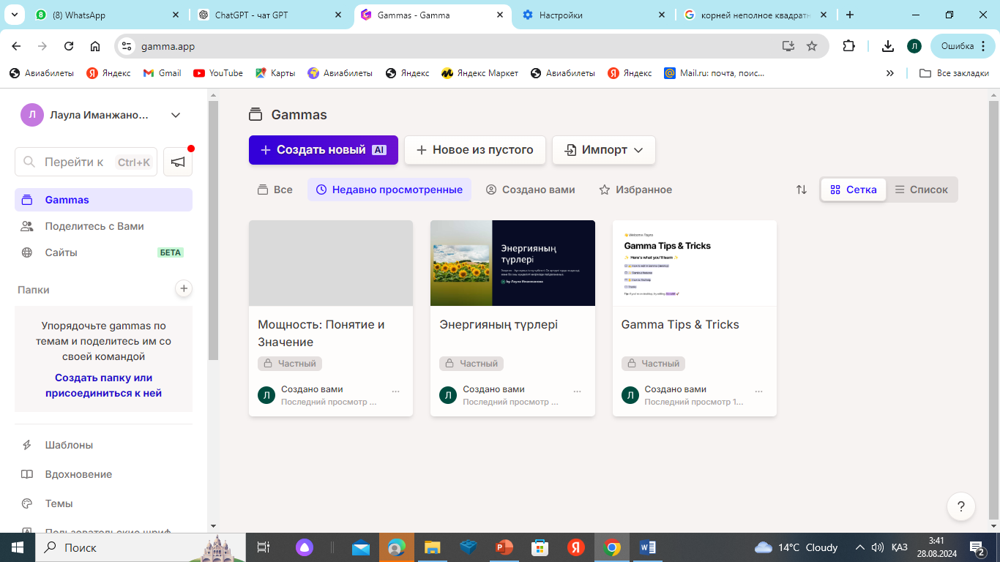 (8) WhatsApp
ChatGPT - чат GPT
Gammas - Gamma
Настройки
корней неполное квадратн
gamma.app
Л
Ошибка
Авиабилеты
Яндекс
Gmail
YouTube
Карты
Авиабилеты
Яндекс
Яндекс Маркет
Авиабилеты
Яндекс
Mail.ru: почта, поис...
Все закладки
Л
Лаула Иманжано...
Перейти к
Ctrl+K
Gammas
Поделитесь с Вами
Сайты
БЕТА
Папки
Упорядочьте gammas по
темам и поделитесь им со
своей командой
Создать папку или
присоединиться к ней
Шаблоны
Вдохновение
Темы
Пользовательские шриф
Gammas
Создать новый AI
Новое из пустого
Импорт
Все
Недавно просмотренные
Создано вами
Избранное
Сетка
Список
Мощность: Понятие и
Значение
Частный
Л
Создано вами
Последний просмотр ...
Энергияның
түрлері
by Лаула Иманжанова
Энергияның түрлері
Частный
Л
Создано вами
Последний просмотр ...
Gamma Tips & Tricks
Here's what you'll learn
Gamma Tips & Tricks
Частный
Л
Создано вами
Последний просмотр 1...
?
Поиск
14°C Cloudy
ҚАЗ
3:41
28.08.2024
2